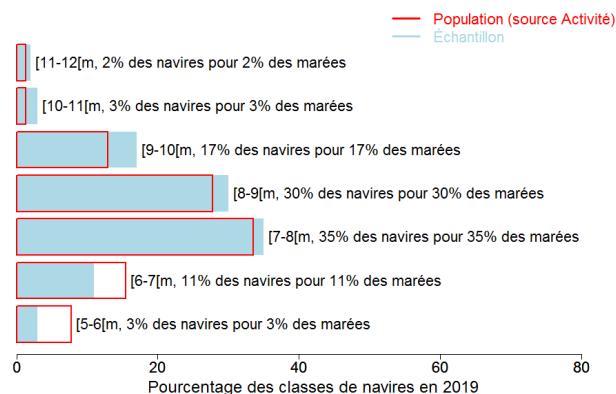 Population (source Activité)
Échantillon
[11-12[m, 2% des navires pour 2% des marées
[10-11[m, 3% des navires pour 3% des marées
[9-10[m, 17% des navires pour 17% des marées
[8-9[m, 30% des navires pour 30% des marées
[7-8[m, 35% des navires pour 35% des marées
[6-7[m, 11% des navires pour 11% des marées
[5-6[m, 3% des navires pour 3% des marées
0 20 40 60 80
Pourcentage des classes de navires en 2019